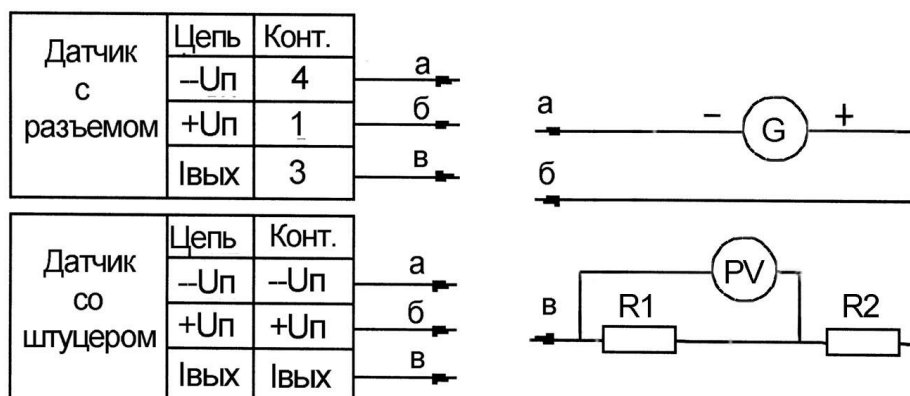 Датчик
с
разъемом
Цепь Конт.
--Uп 4
+Uп 1
Iвых 3
а
б
в
Датчик
со
штуцером
Цепь Конт.
--Uп --Uп
+Uп +Uп
Iвых Iвых
а
б
в
а
– G +
б
PV
в
R1 R2